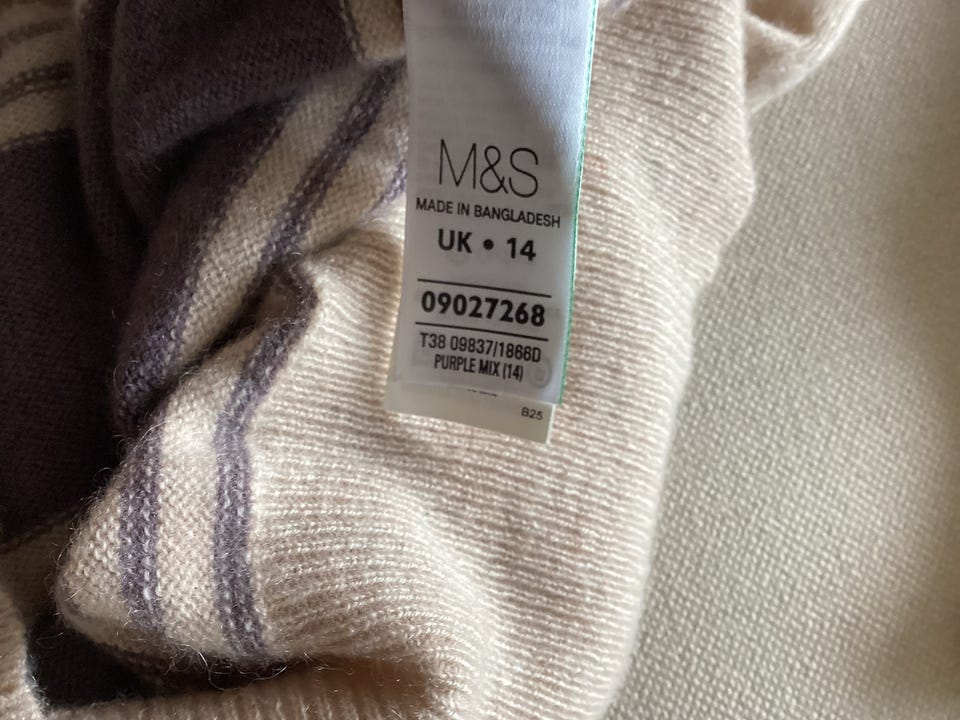 M&S
MADE IN BANGLADESH
UK • 14
09027268
T38 09837/1866D
PURPLE MIX (14)
B25